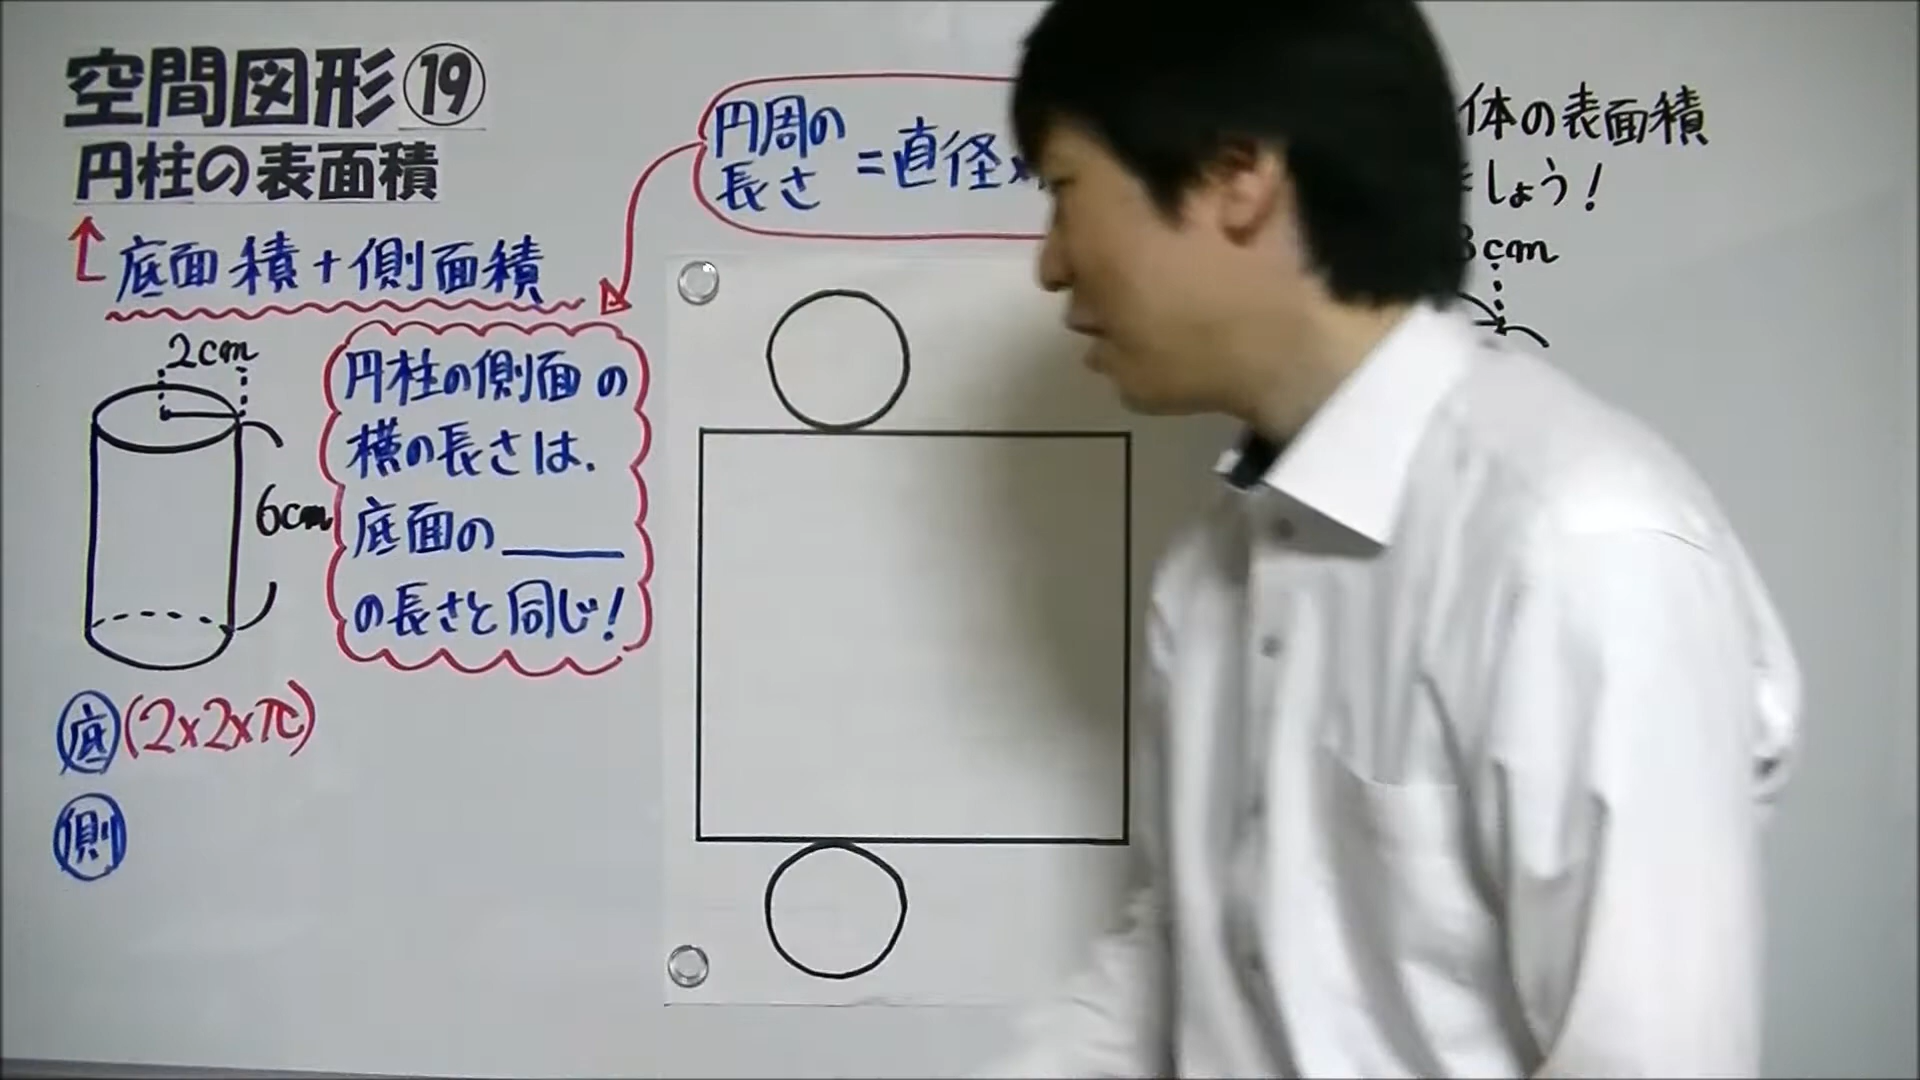 空間図形⑲
円柱の表面積
底面積+側面積
2cm
6cm
円柱の側面の
横の長さは.
底面の
の長さと同じ!
底(2×2×π)
側
円周の
長さ
=直径×
体の表面積
ましょう!
3cm